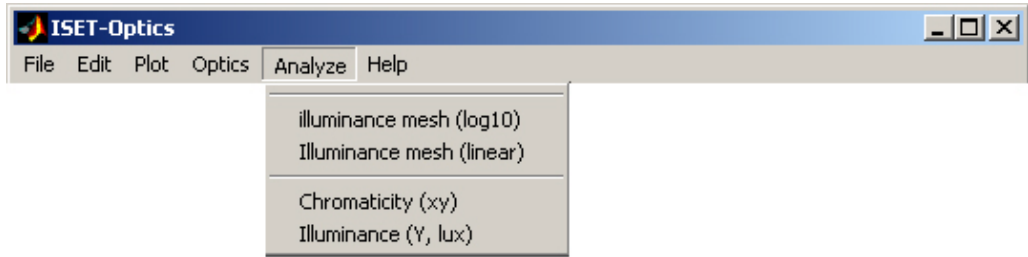 ISET-Optics
File Edit Plot Optics Analyze Help
illuminance mesh (log10)
Illuminance mesh (linear)
Chromaticity (xy)
Illuminance (Y, lux)